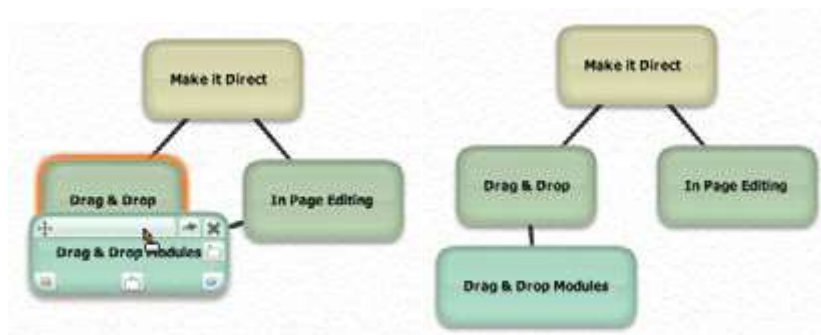 Make it Direct
Drag & Drop
In Page Editing
Drag & Drop Modules
Make it Direct
Drag & Drop
In Page Editing
Drag & Drop Modules